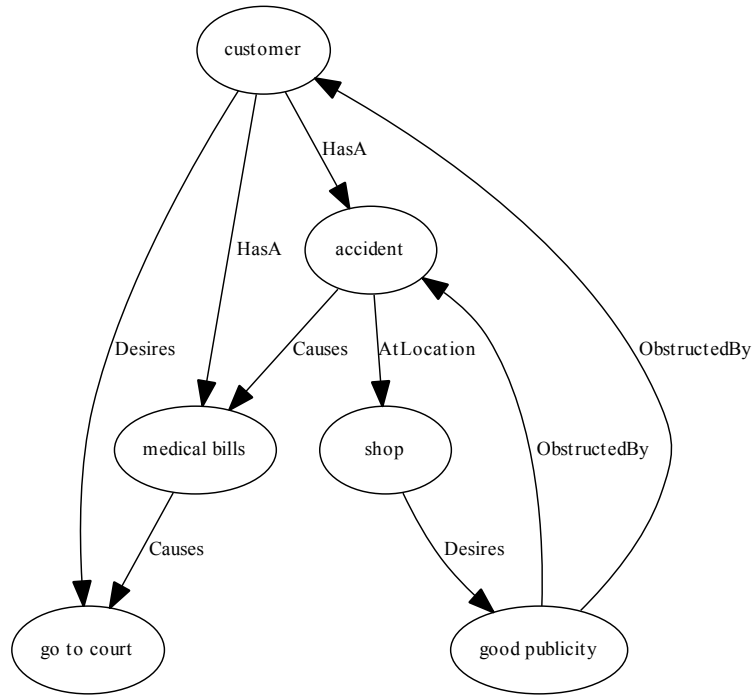 customer
HasA
accident
HasA
Desires
Causes
AtLocation
ObstructedBy
medical bills
shop
ObstructedBy
Causes
Desires
go to court
good publicity